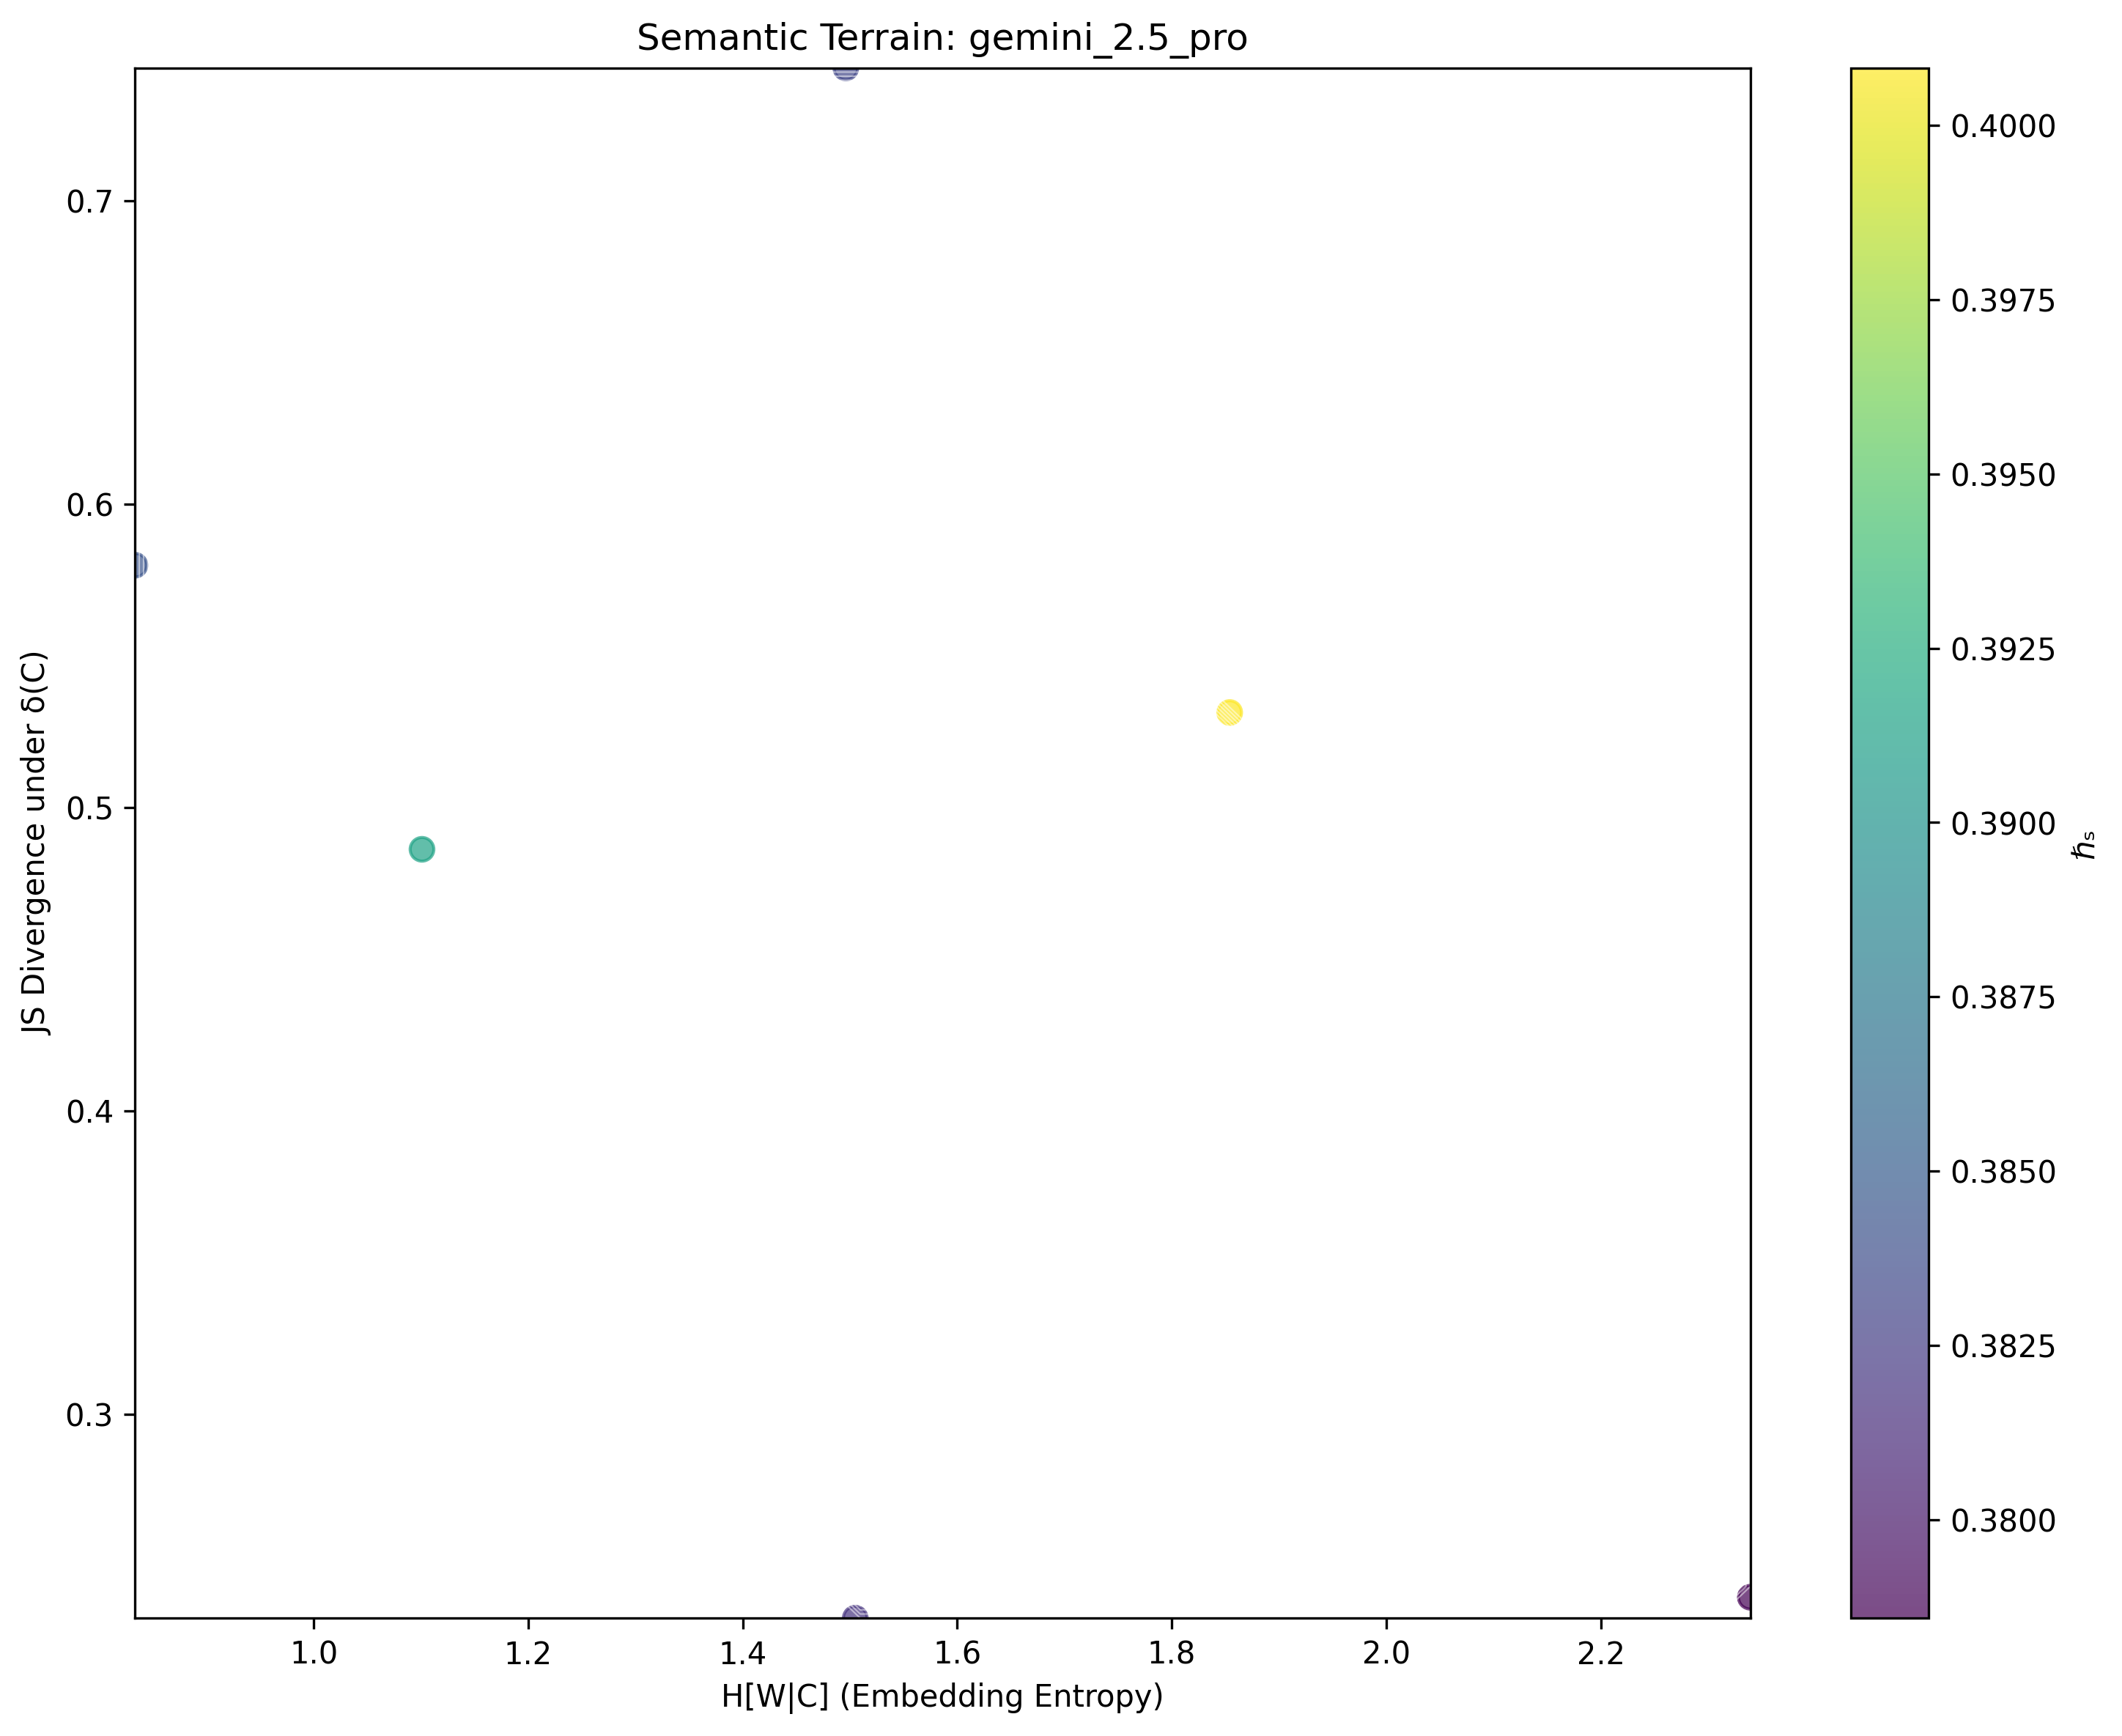 Semantic Terrain: gemini_2.5_pro
0.7
0.6
0.5
0.4
0.3
JS Divergence under δ(C)
1.0 1.2 1.4 1.6 1.8 2.0 2.2
H[W|C] (Embedding Entropy)
0.4000
0.3975
0.3950
0.3925
0.3900
0.3875
0.3850
0.3825
0.3800
ℏₛ